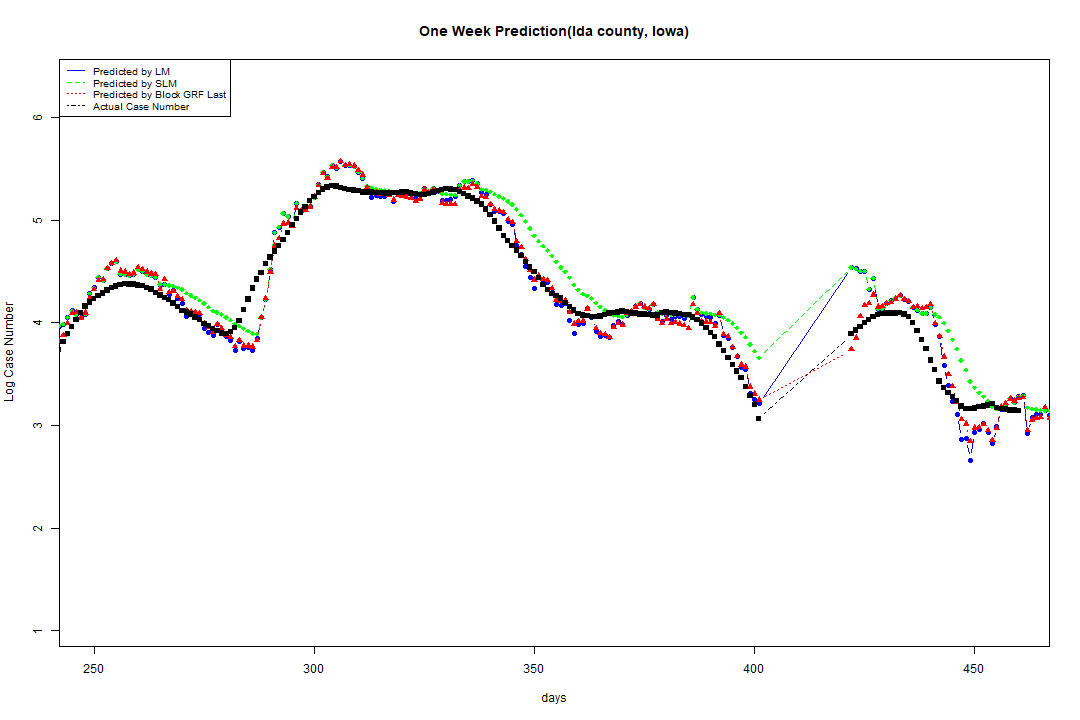 One Week Prediction(Ida county, Iowa)
Predicted by LM
Predicted by SLM
Predicted by Block GRF Last
Actual Case Number
6
5
4
3
2
1
Log Case Number
250 300 350 400 450
days